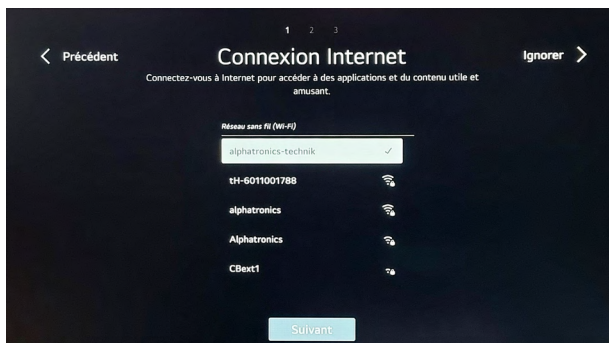 1 2 3
Précédent
Connexion Internet
Ignorer
Connectez-vous à Internet pour accéder à des applications et du contenu utile et
amusant.
Réseau sans fil (Wi-Fi)
alphatronics-technik
tH-6011001788
alphatronics
Alphatronics
CBext1
Suivant